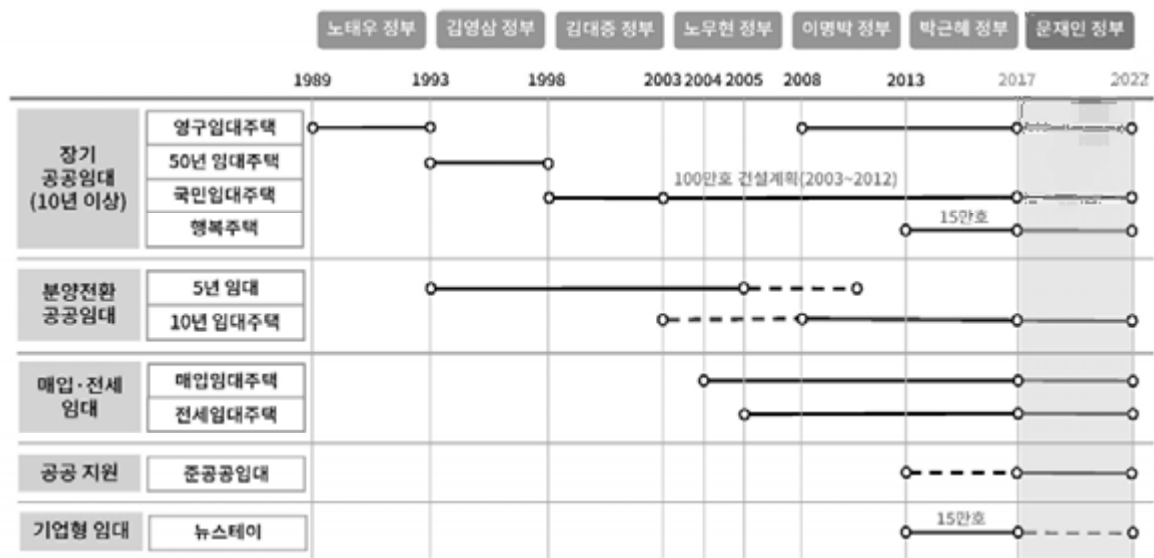 노태우 정부 김영삼 정부 김대중 정부 노무현 정부 이명박 정부 박근혜 정부 문재인 정부
1989 1993 1998 2003 2004 2005 2008 2013 2017 2022
장기
공공임대
(10년 이상)
영구임대주택
50년 임대주택
국민임대주택
100만호 건설계획(2003~2012)
행복주택
15만호
분양전환
공공임대
5년 임대
10년 임대주택
매입·전세
임대
매입임대주택
전세임대주택
공공 지원
준공공임대
기업형 임대
뉴스테이
15만호